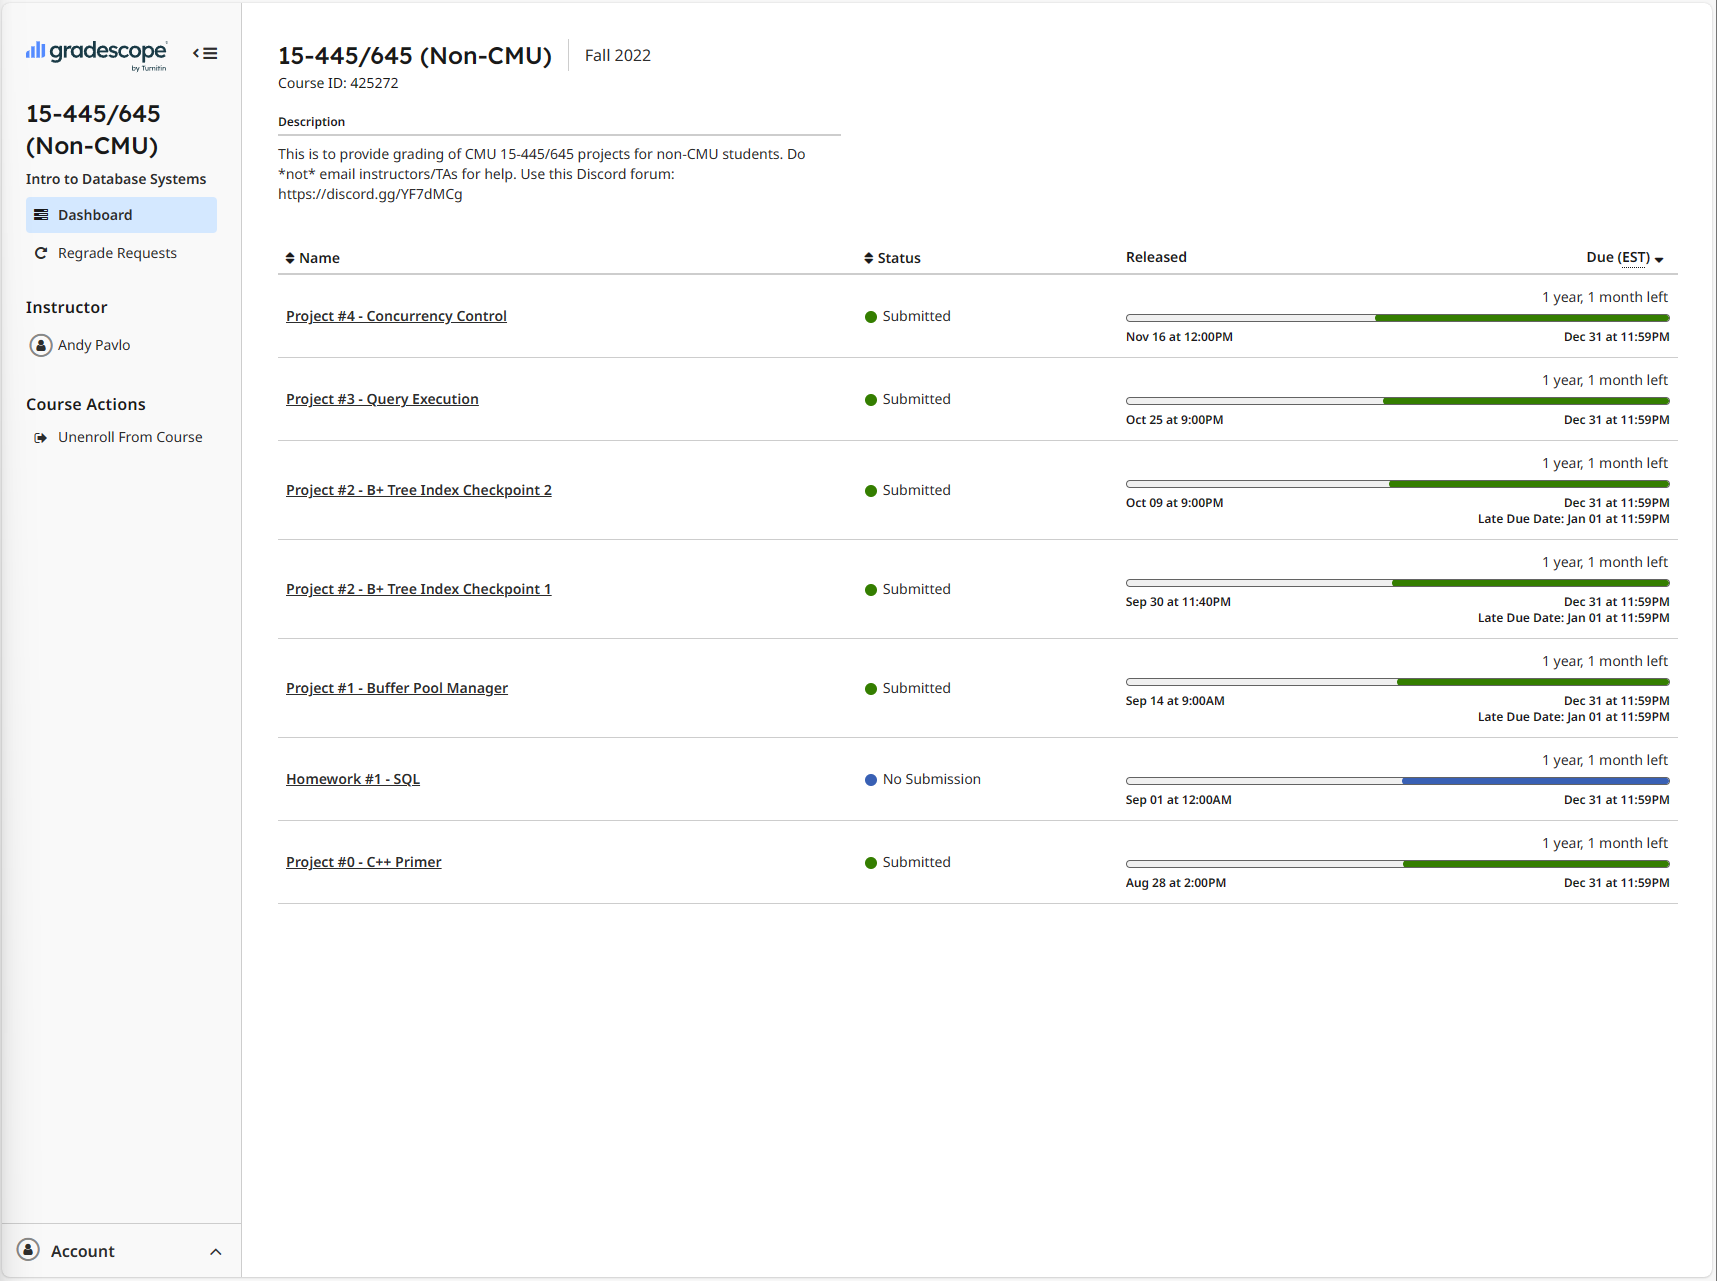 gradescope
by Turnitin
15-445/645
(Non-CMU)
Intro to Database Systems
Dashboard
Regrade Requests
Instructor
Andy Pavlo
Course Actions
Unenroll From Course
Account
15-445/645 (Non-CMU) Fall 2022
Course ID: 425272
Description
This is to provide grading of CMU 15-445/645 projects for non-CMU students. Do
*not* email instructors/TAs for help. Use this Discord forum:
https://discord.gg/YF7dMCg
Name Status Released Due (EST)
1 year, 1 month left
Project #4 - Concurrency Control Submitted
Nov 16 at 12:00PM Dec 31 at 11:59PM
1 year, 1 month left
Project #3 - Query Execution Submitted
Oct 25 at 9:00PM Dec 31 at 11:59PM
1 year, 1 month left
Project #2 - B+ Tree Index Checkpoint 2 Submitted
Oct 09 at 9:00PM Dec 31 at 11:59PM
Late Due Date: Jan 01 at 11:59PM
1 year, 1 month left
Project #2 - B+ Tree Index Checkpoint 1 Submitted
Sep 30 at 11:40PM Dec 31 at 11:59PM
Late Due Date: Jan 01 at 11:59PM
1 year, 1 month left
Project #1 - Buffer Pool Manager Submitted
Sep 14 at 9:00AM Dec 31 at 11:59PM
Late Due Date: Jan 01 at 11:59PM
1 year, 1 month left
Homework #1 - SQL No Submission
Sep 01 at 12:00AM Dec 31 at 11:59PM
1 year, 1 month left
Project #0 - C++ Primer Submitted
Aug 28 at 2:00PM Dec 31 at 11:59PM